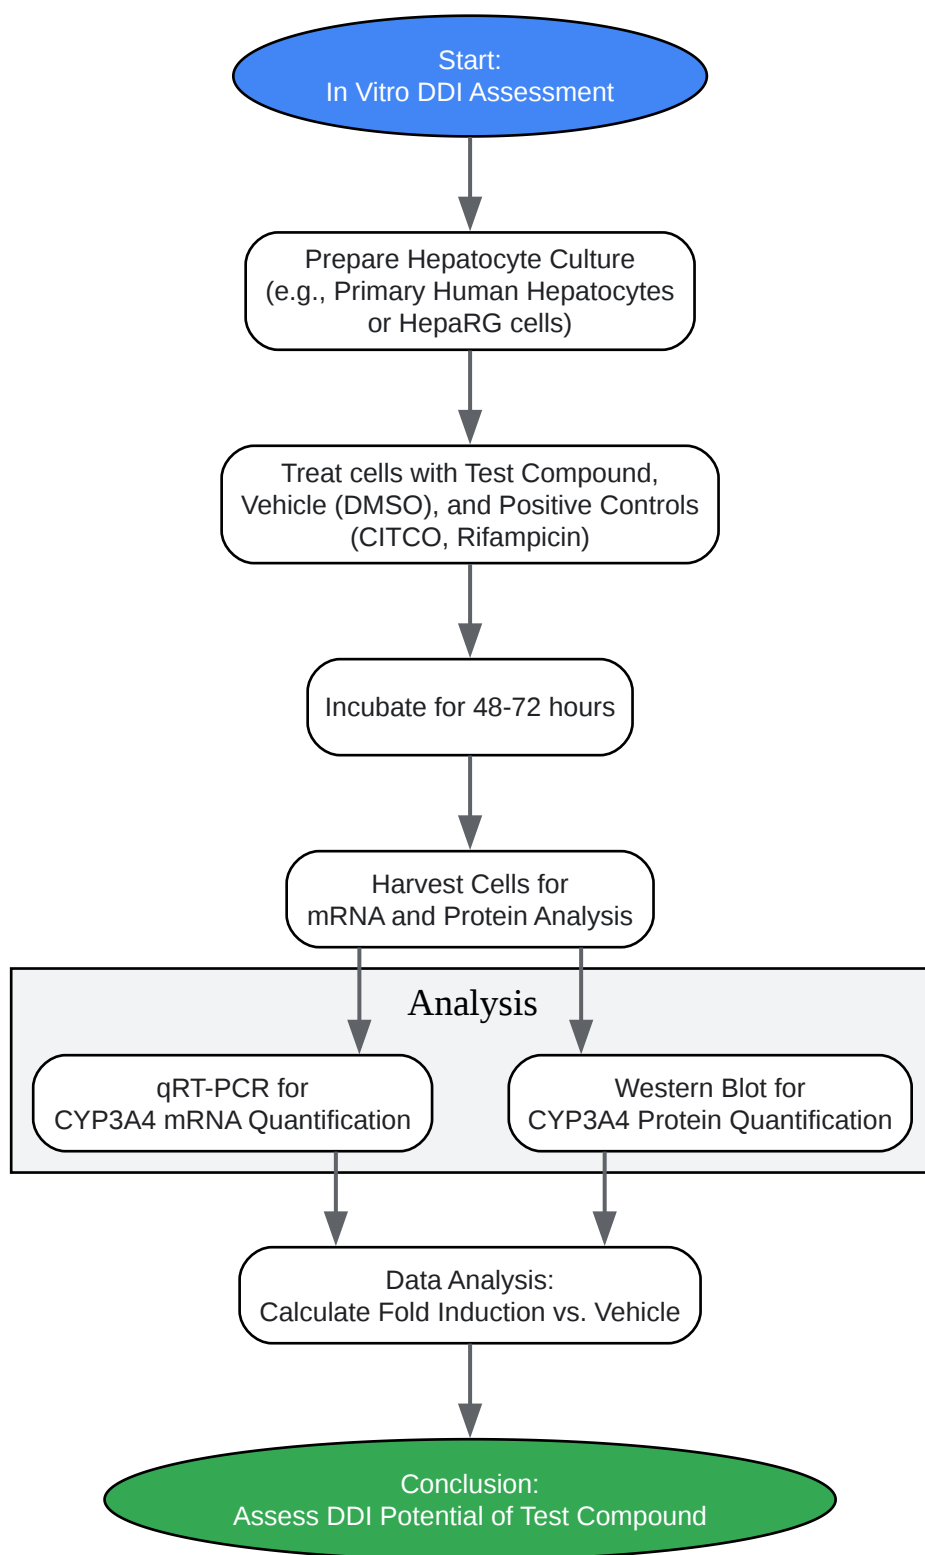 Start:
In Vitro DDI Assessment
Prepare Hepatocyte Culture
(e.g., Primary Human Hepatocytes
or HepaRG cells)
Treat cells with Test Compound,
Vehicle (DMSO), and Positive Controls
(CITCO, Rifampicin)
Incubate for 48-72 hours
Harvest Cells for
mRNA and Protein Analysis
Analysis
qRT-PCR for
CYP3A4 mRNA Quantification
Western Blot for
CYP3A4 Protein Quantification
Data Analysis:
Calculate Fold Induction vs. Vehicle
Conclusion:
Assess DDI Potential of Test Compound